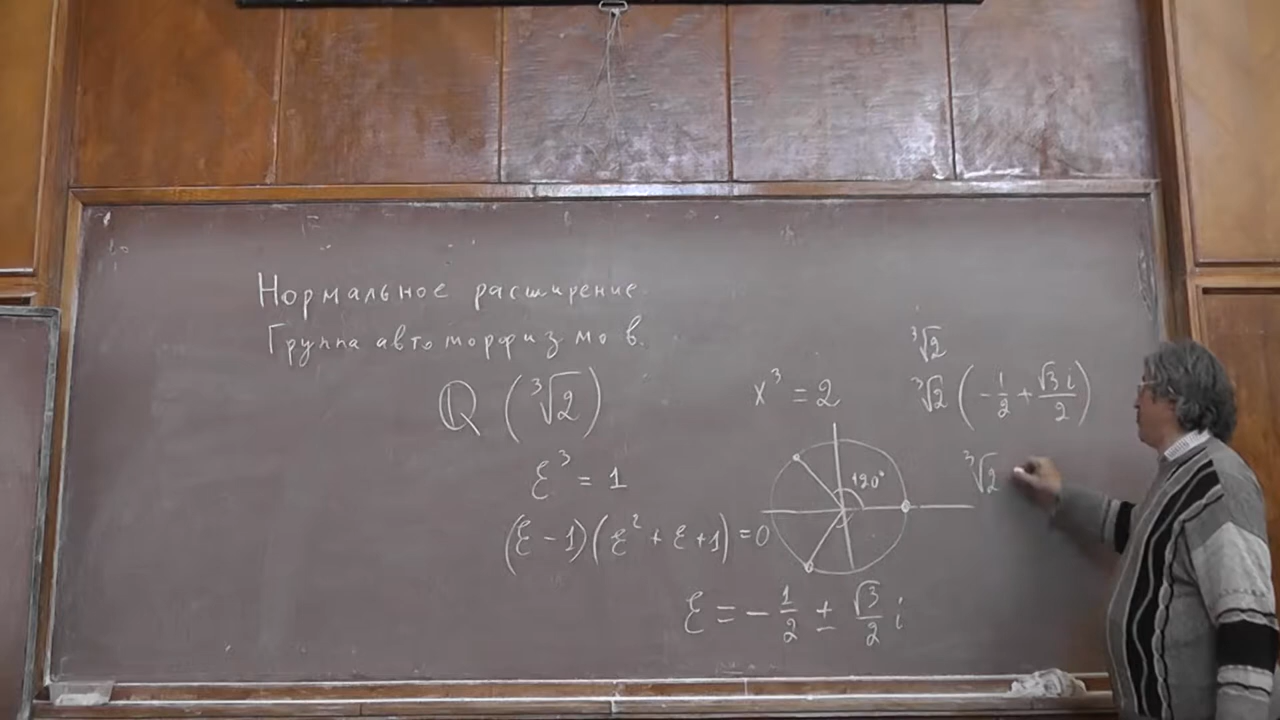 Нормальное расширение.
Группа автоморфизмов.
ℚ (∛2)
x³ = 2
∛2
∛2 (-1/2 + √3 i/2)
∛2
ε³ = 1
120°
(ε - 1)(ε² + ε + 1) = 0
ε = - 1/2 ± √3/2 i